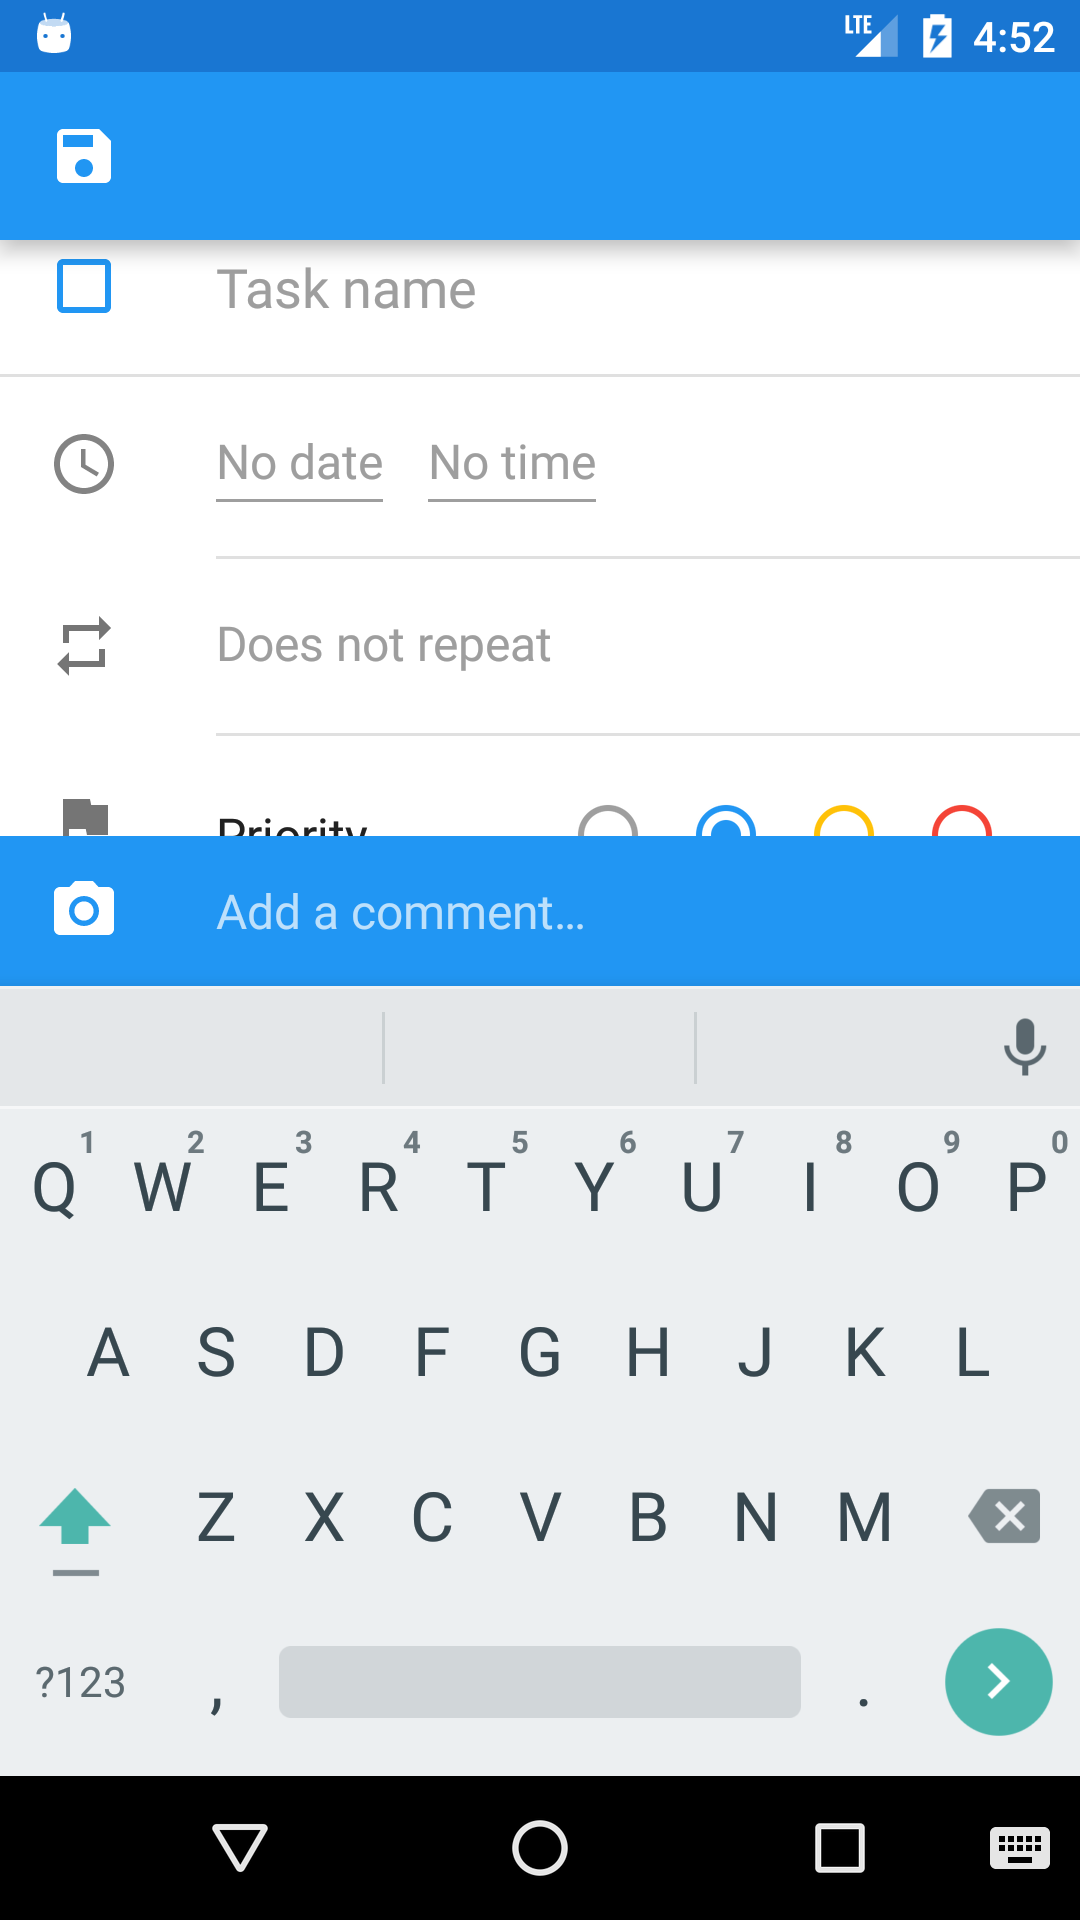 LTE 4:52
Task name
No date No time
Does not repeat
Priority
Add a comment…
1 2 3 4 5 6 7 8 9 0
Q W E R T Y U I O P
A S D F G H J K L
Z X C V B N M
?123 , .